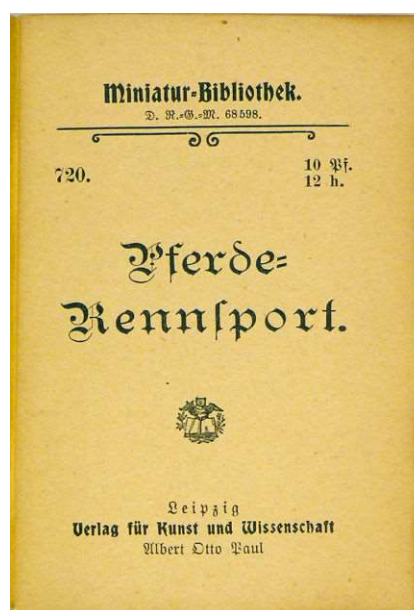 Miniatur-Bibliothek.
D. R.-G.-M. 68598.
720.
10 Pf.
12 h.
Pferde-
Rennſport.
Leipzig
Verlag für Kunst und Wissenschaft
Albert Otto Paul